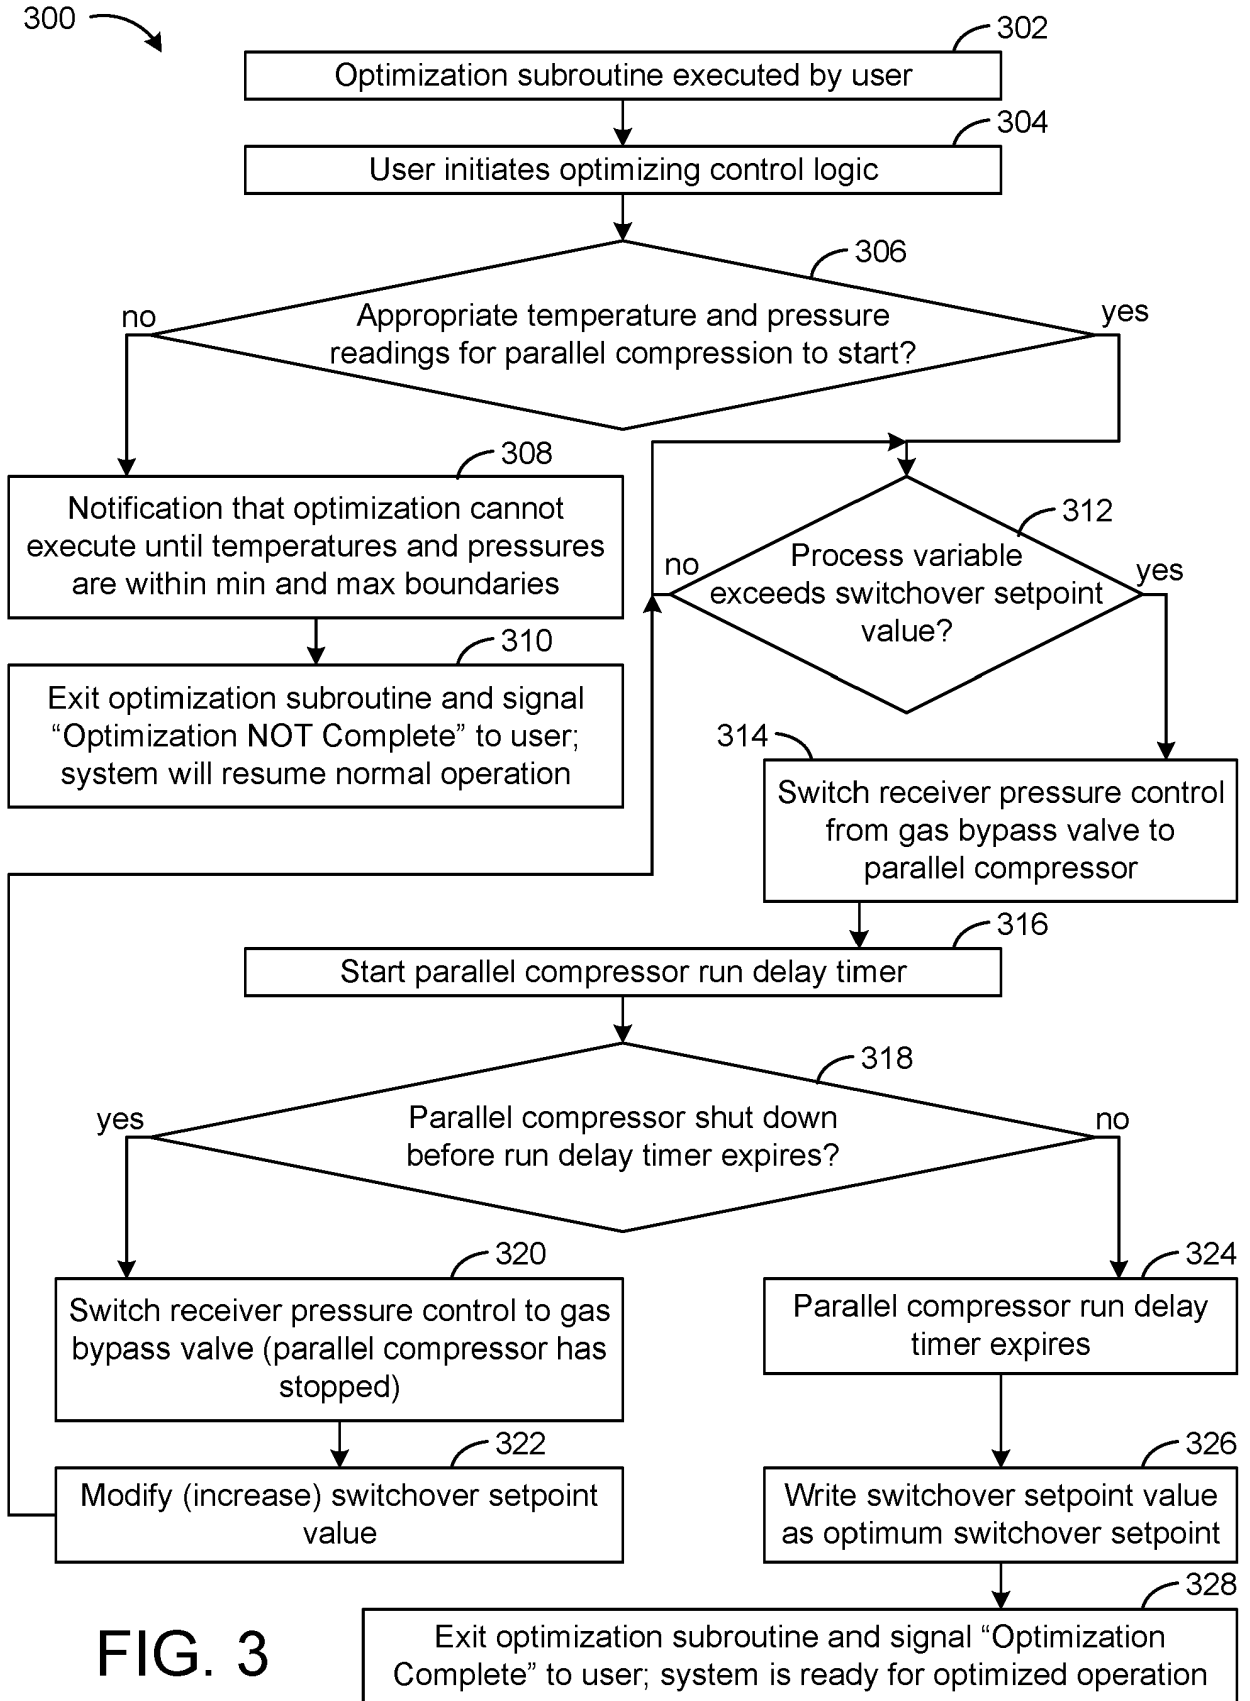 300
302
Optimization subroutine executed by user
304
User initiates optimizing control logic
306
Appropriate temperature and pressure
readings for parallel compression to start?
no
yes
308
Notification that optimization cannot
execute until temperatures and pressures
are within min and max boundaries
310
Exit optimization subroutine and signal
“Optimization NOT Complete” to user;
system will resume normal operation
312
Process variable
exceeds switchover setpoint
value?
no
yes
314
Switch receiver pressure control
from gas bypass valve to
parallel compressor
316
Start parallel compressor run delay timer
318
Parallel compressor shut down
before run delay timer expires?
yes
no
320
Switch receiver pressure control to gas
bypass valve (parallel compressor has
stopped)
322
Modify (increase) switchover setpoint
value
324
Parallel compressor run delay
timer expires
326
Write switchover setpoint value
as optimum switchover setpoint
328
Exit optimization subroutine and signal “Optimization
Complete” to user; system is ready for optimized operation
FIG. 3